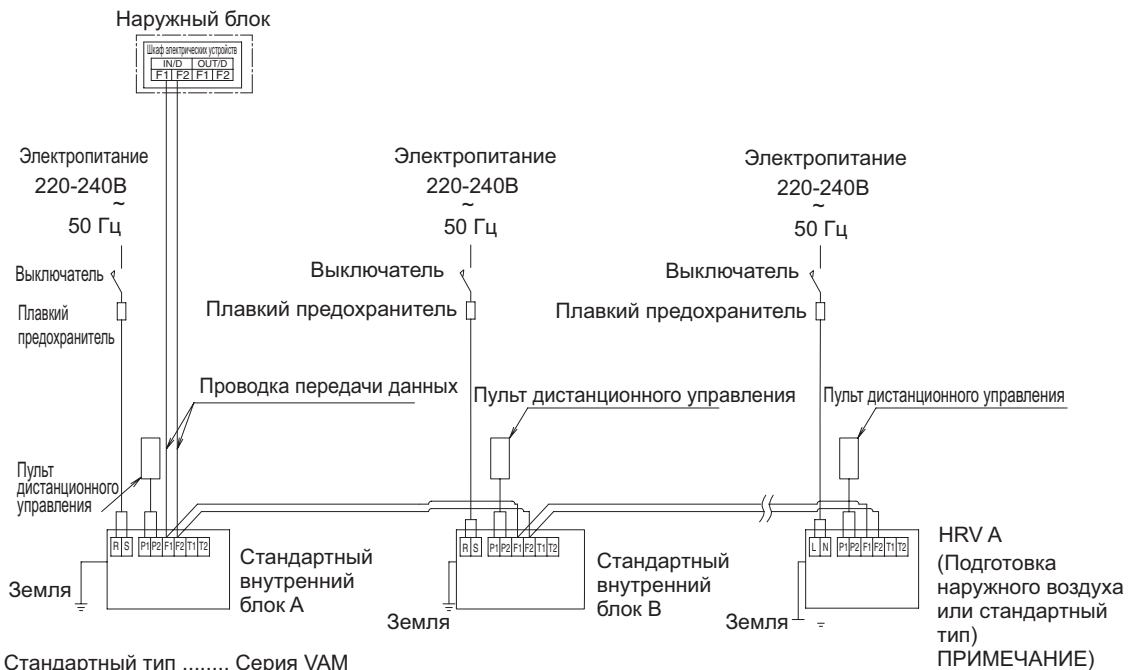 Наружный блок
Шкаф электрических устройств
IN/D OUT/D
F1 F2 F1 F2
Электропитание
220-240В
~
50 Гц
Электропитание
220-240В
~
50 Гц
Электропитание
220-240В
~
50 Гц
Выключатель
Плавкий
предохранитель
Выключатель
Плавкий предохранитель
Выключатель
Плавкий предохранитель
Проводка передачи данных
Пульт дистанционного управления
Пульт дистанционного управления
Пульт
дистанционного
управления
R S P1 P2 F1 F2 T1 T2
Стандартный
внутренний
блок A
Земля
R S P1 P2 F1 F2 T1 T2
Стандартный
внутренний
блок B
Земля
L N P1 P2 F1 F2 T1 T2
HRV A
(Подготовка
наружного воздуха
или стандартный
тип)
ПРИМЕЧАНИЕ)
Земля
Стандартный тип ........ Серия VAM